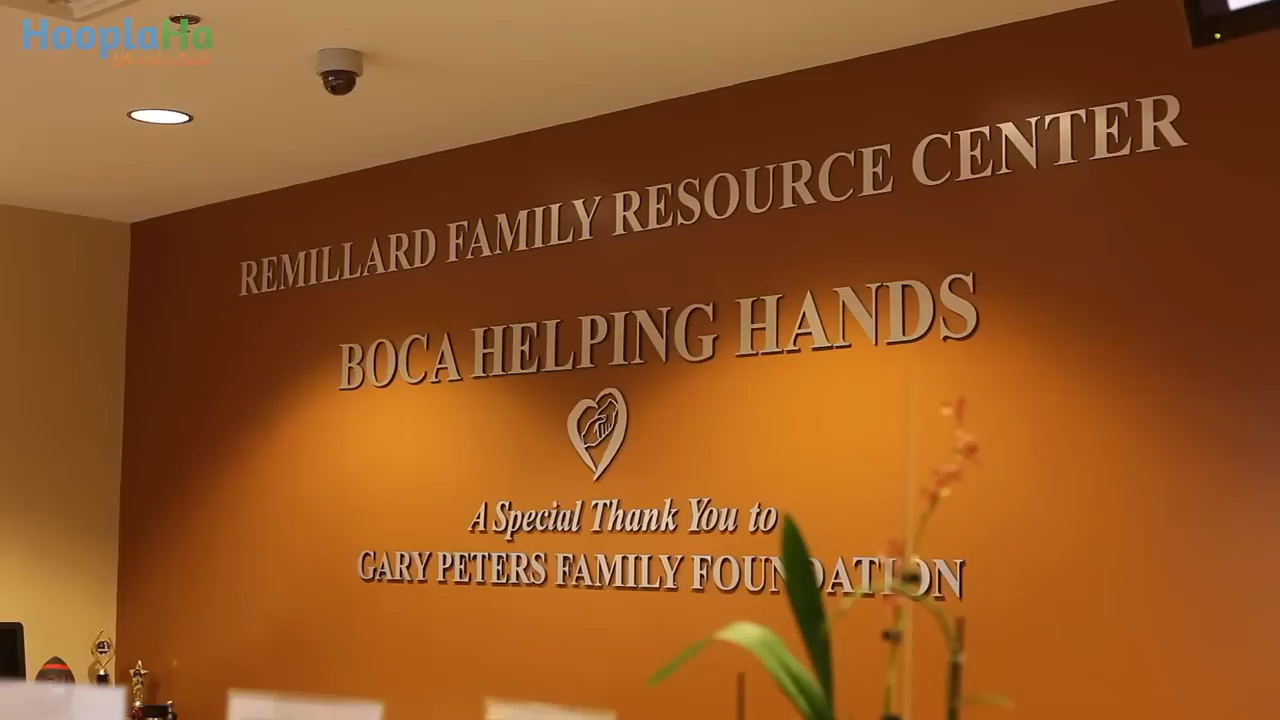 HooplaHa
REMILLARD FAMILY RESOURCE CENTER
BOCA HELPING HANDS
A Special Thank You to
GARY PETERS FAMILY FOUNDATION